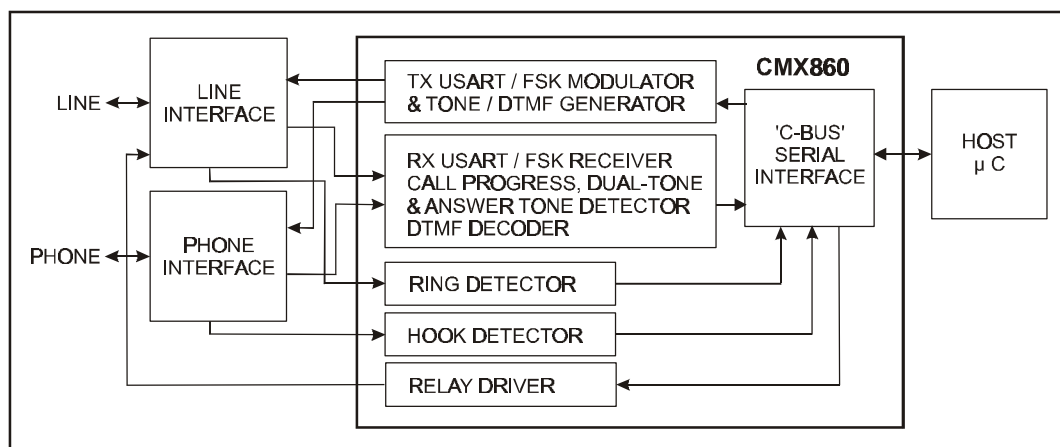 CMX860
LINE
LINE
INTERFACE
TX USART / FSK MODULATOR
& TONE / DTMF GENERATOR
RX USART / FSK RECEIVER
CALL PROGRESS, DUAL-TONE
& ANSWER TONE DETECTOR
DTMF DECODER
'C-BUS'
SERIAL
INTERFACE
HOST
µ C
PHONE
PHONE
INTERFACE
RING DETECTOR
HOOK DETECTOR
RELAY DRIVER